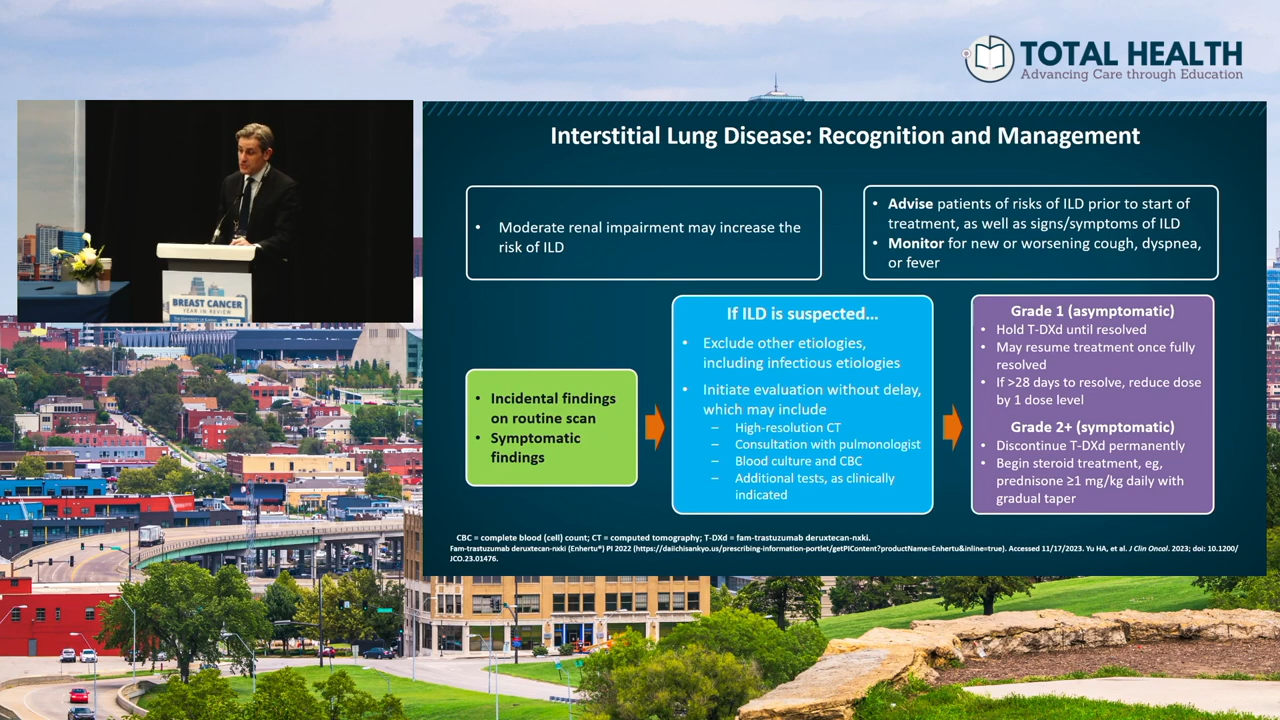 TOTAL HEALTH
Advancing Care through Education
Interstitial Lung Disease: Recognition and Management
• Moderate renal impairment may increase the
risk of ILD
• Advise patients of risks of ILD prior to start of
treatment, as well as signs/symptoms of ILD
• Monitor for new or worsening cough, dyspnea,
or fever
• Incidental findings
on routine scan
• Symptomatic
findings
If ILD is suspected...
• Exclude other etiologies,
including infectious etiologies
• Initiate evaluation without delay,
which may include
– High-resolution CT
– Consultation with pulmonologist
– Blood culture and CBC
– Additional tests, as clinically
indicated
Grade 1 (asymptomatic)
• Hold T-DXd until resolved
• May resume treatment once fully
resolved
• If >28 days to resolve, reduce dose
by 1 dose level
Grade 2+ (symptomatic)
• Discontinue T-DXd permanently
• Begin steroid treatment, eg,
prednisone ≥1 mg/kg daily with
gradual taper
CBC = complete blood (cell) count; CT = computed tomography; T-DXd = fam-trastuzumab deruxtecan-nxki.
Fam-trastuzumab deruxtecan-nxki (Enhertu®) PI 2022 (https://daiichisankyo.us/prescribing-information-portlet/getPIContent?productName=Enhertu&inline=true). Accessed 11/17/2023. Yu HA, et al. J Clin Oncol. 2023; doi: 10.1200/
JCO.23.01476.
BREAST CANCER
YEAR IN REVIEW